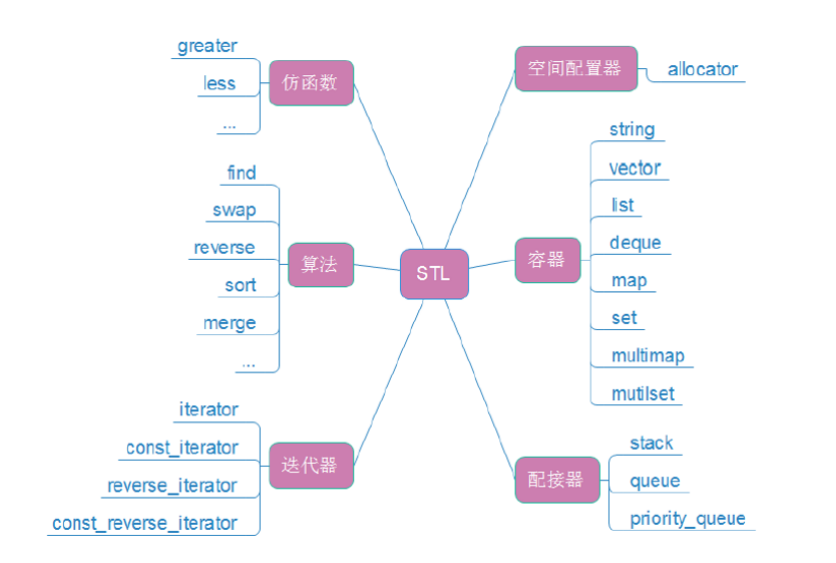 greater
less
...
仿函数
find
swap
reverse
sort
merge
...
算法
iterator
const_iterator
reverse_iterator
const_reverse_iterator
迭代器
STL
空间配置器
allocator
容器
string
vector
list
deque
map
set
multimap
mutilset
配接器
stack
queue
priority_queue